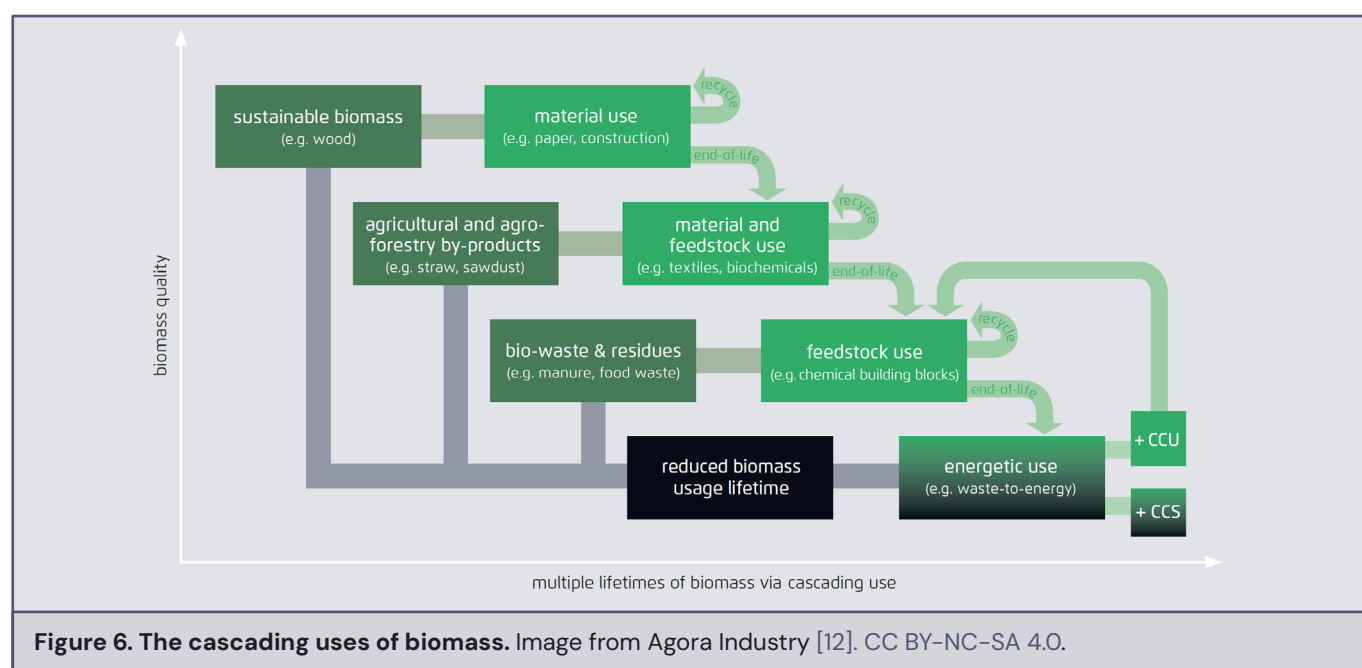 biomass quality
sustainable biomass
(e.g. wood)
material use
(e.g. paper, construction)
recycle
end-of-life
agricultural and agro-
forestry by-products
(e.g. straw, sawdust)
material and
feedstock use
(e.g. textiles, biochemicals)
recycle
end-of-life
bio-waste & residues
(e.g. manure, food waste)
feedstock use
(e.g. chemical building blocks)
recycle
end-of-life
reduced biomass
usage lifetime
energetic use
(e.g. waste-to-energy)
+ CCU
+ CCS
multiple lifetimes of biomass via cascading use
Figure 6. The cascading uses of biomass. Image from Agora Industry [12]. CC BY-NC-SA 4.0.